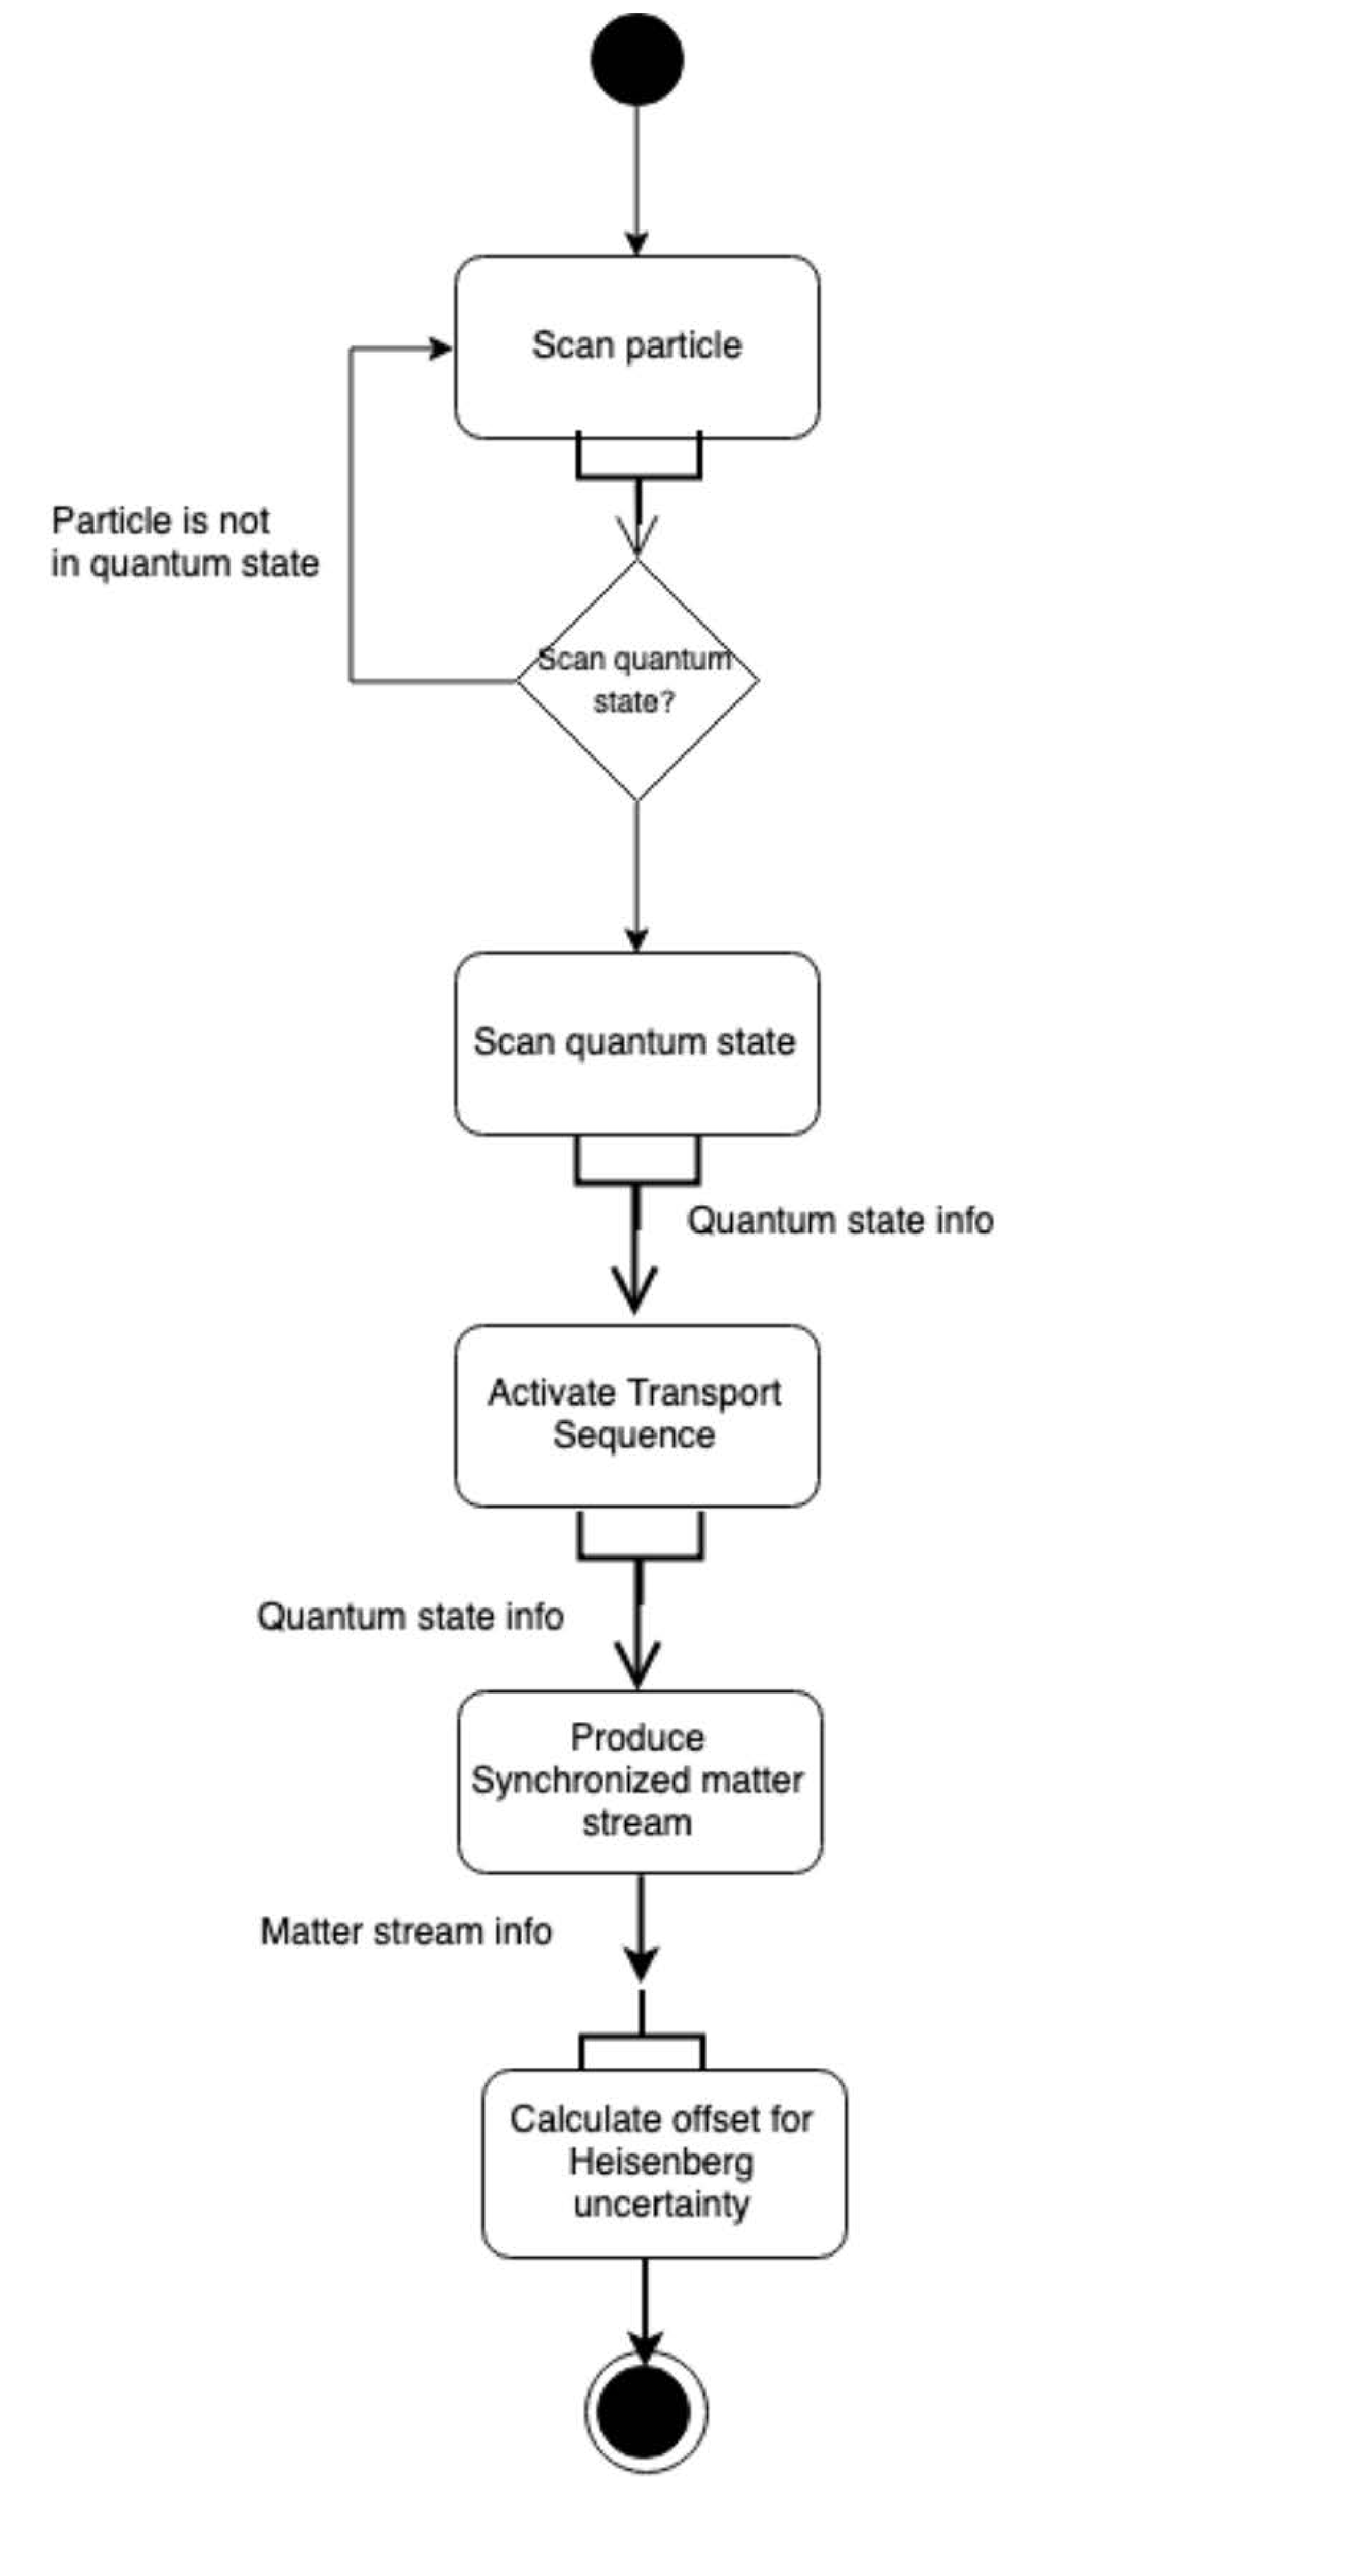 Scan particle
Particle is not
in quantum state
Scan quantum
state?
Scan quantum state
Quantum state info
Activate Transport
Sequence
Quantum state info
Produce
Synchronized matter
stream
Matter stream info
Calculate offset for
Heisenberg
uncertainty